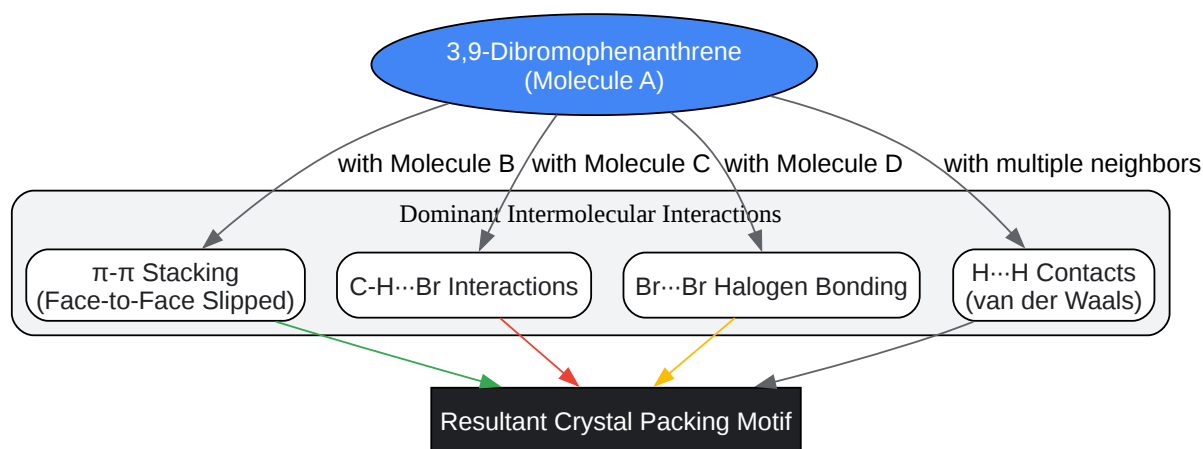 3,9-Dibromophenanthrene
(Molecule A)
with Molecule B
with Molecule C
with Molecule D
with multiple neighbors
Dominant Intermolecular Interactions
π-π Stacking
(Face-to-Face Slipped)
C-H···Br Interactions
Br···Br Halogen Bonding
H···H Contacts
(van der Waals)
Resultant Crystal Packing Motif